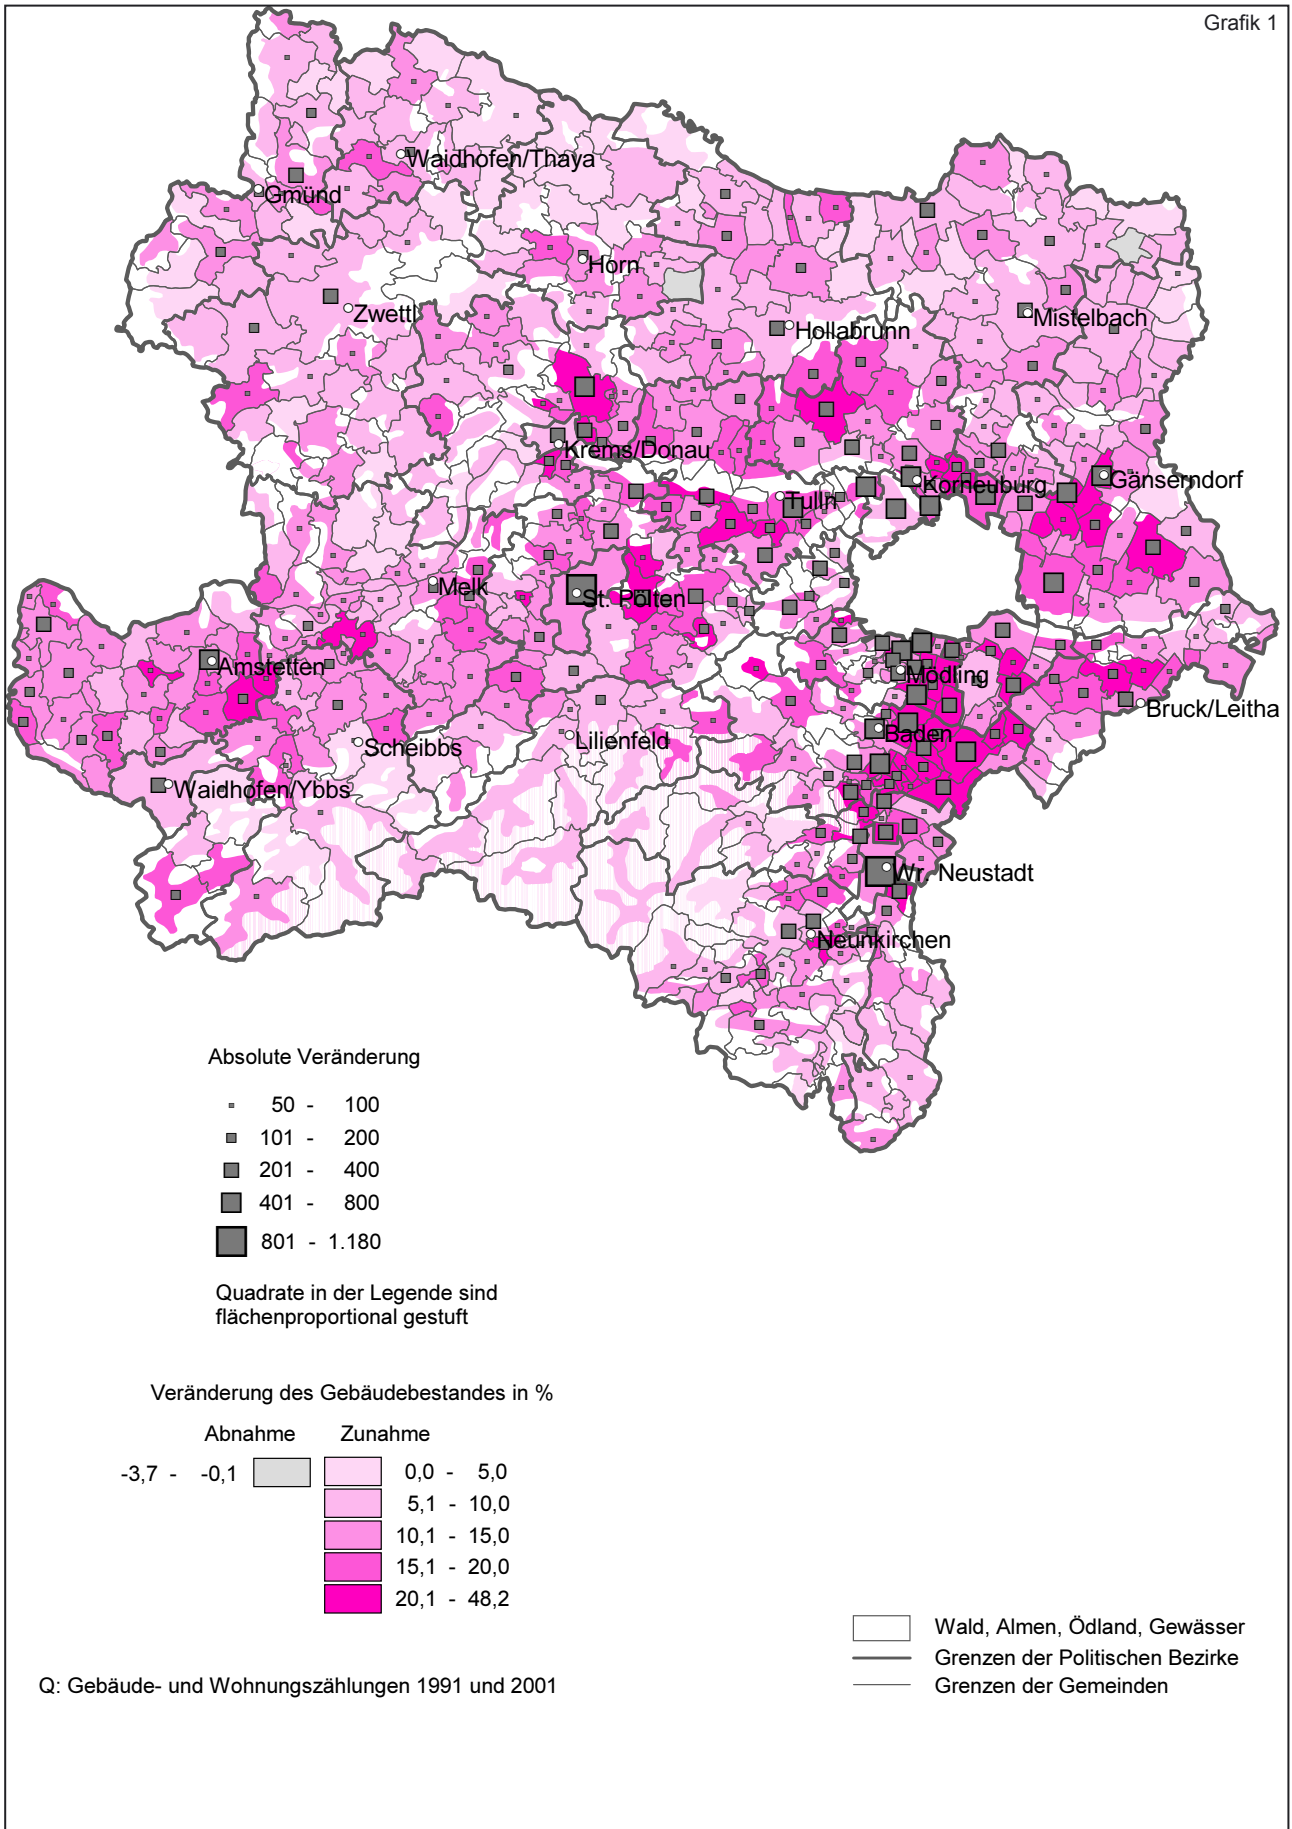 Grafik 1
Waidhofen/Thaya
Gmünd
Horn
Zwettl
Hollabrunn
Mistelbach
Krems/Donau
Tulln
Korneuburg
Gänserndorf
Melk
St. Pölten
Amstetten
Mödling
Bruck/Leitha
Baden
Scheibbs
Lilienfeld
Waidhofen/Ybbs
Wr. Neustadt
Neunkirchen
Absolute Veränderung
50 - 100
101 - 200
201 - 400
401 - 800
801 - 1.180
Quadrate in der Legende sind
flächenproportional gestuft
Veränderung des Gebäudebestandes in %
Abnahme Zunahme
-3,7 - -0,1 0,0 - 5,0
5,1 - 10,0
10,1 - 15,0
15,1 - 20,0
20,1 - 48,2
Wald, Almen, Ödland, Gewässer
Grenzen der Politischen Bezirke
Grenzen der Gemeinden
Q: Gebäude- und Wohnungszählungen 1991 und 2001